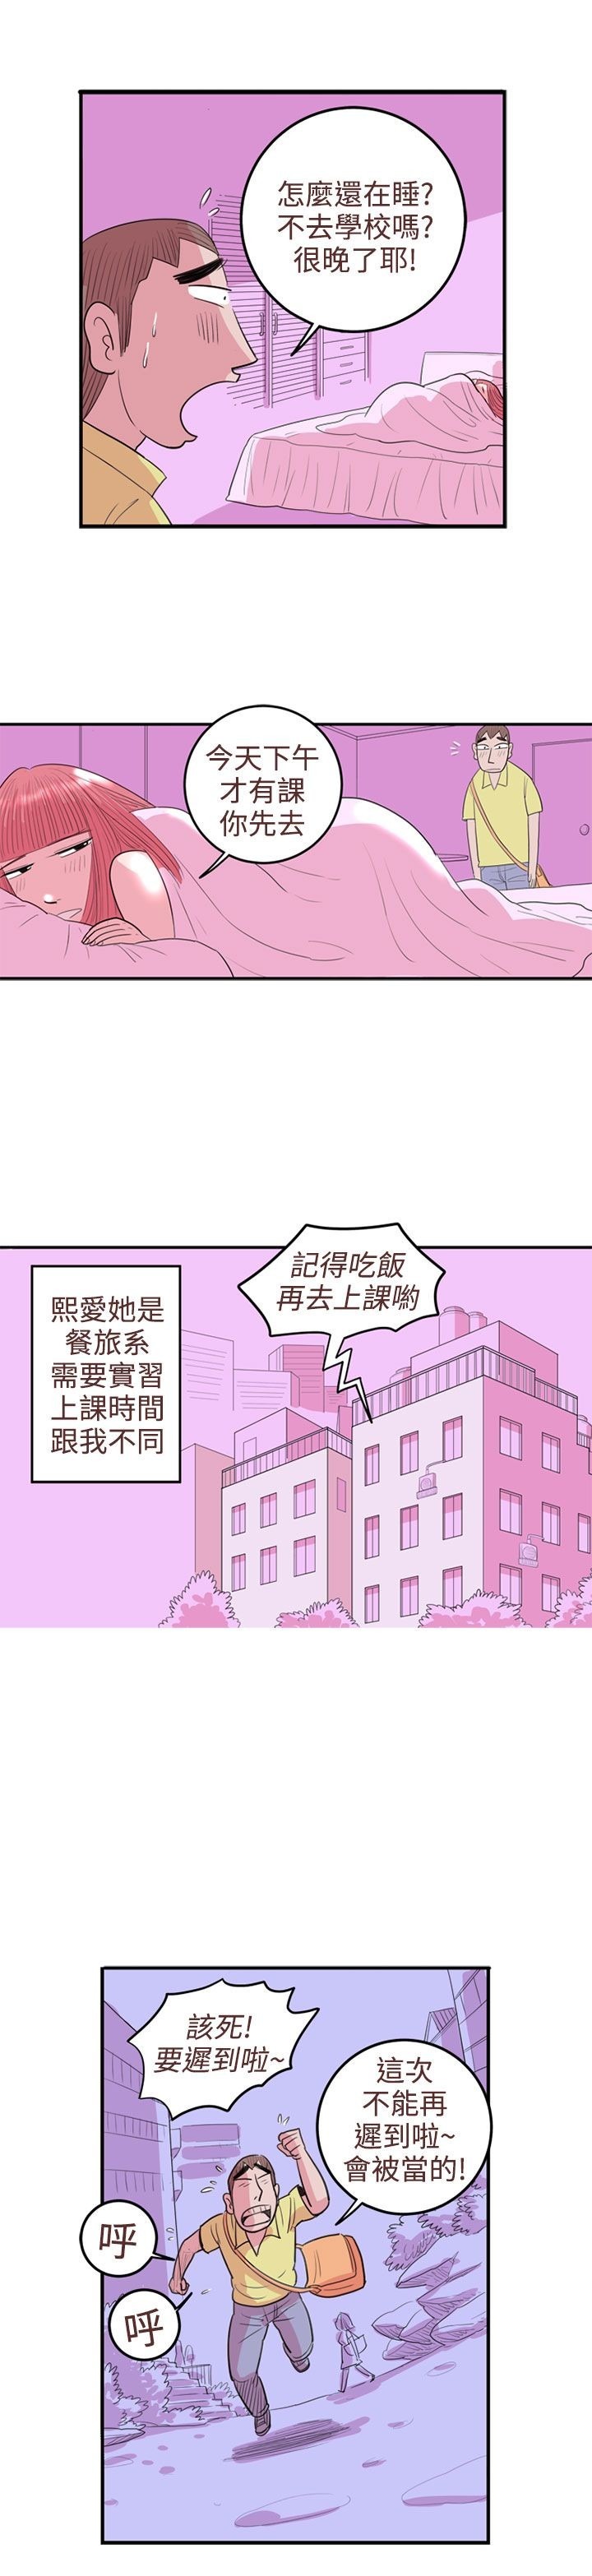 怎麼還在睡?
不去學校嗎?
很晚了耶!
今天下午
才有課
你先去
記得吃飯
再去上課喲
熙愛她是
餐旅系
需要實習
上課時間
跟我不同
該死!
要遲到啦~
這次
不能再
遲到啦~
會被當的!
呼
呼